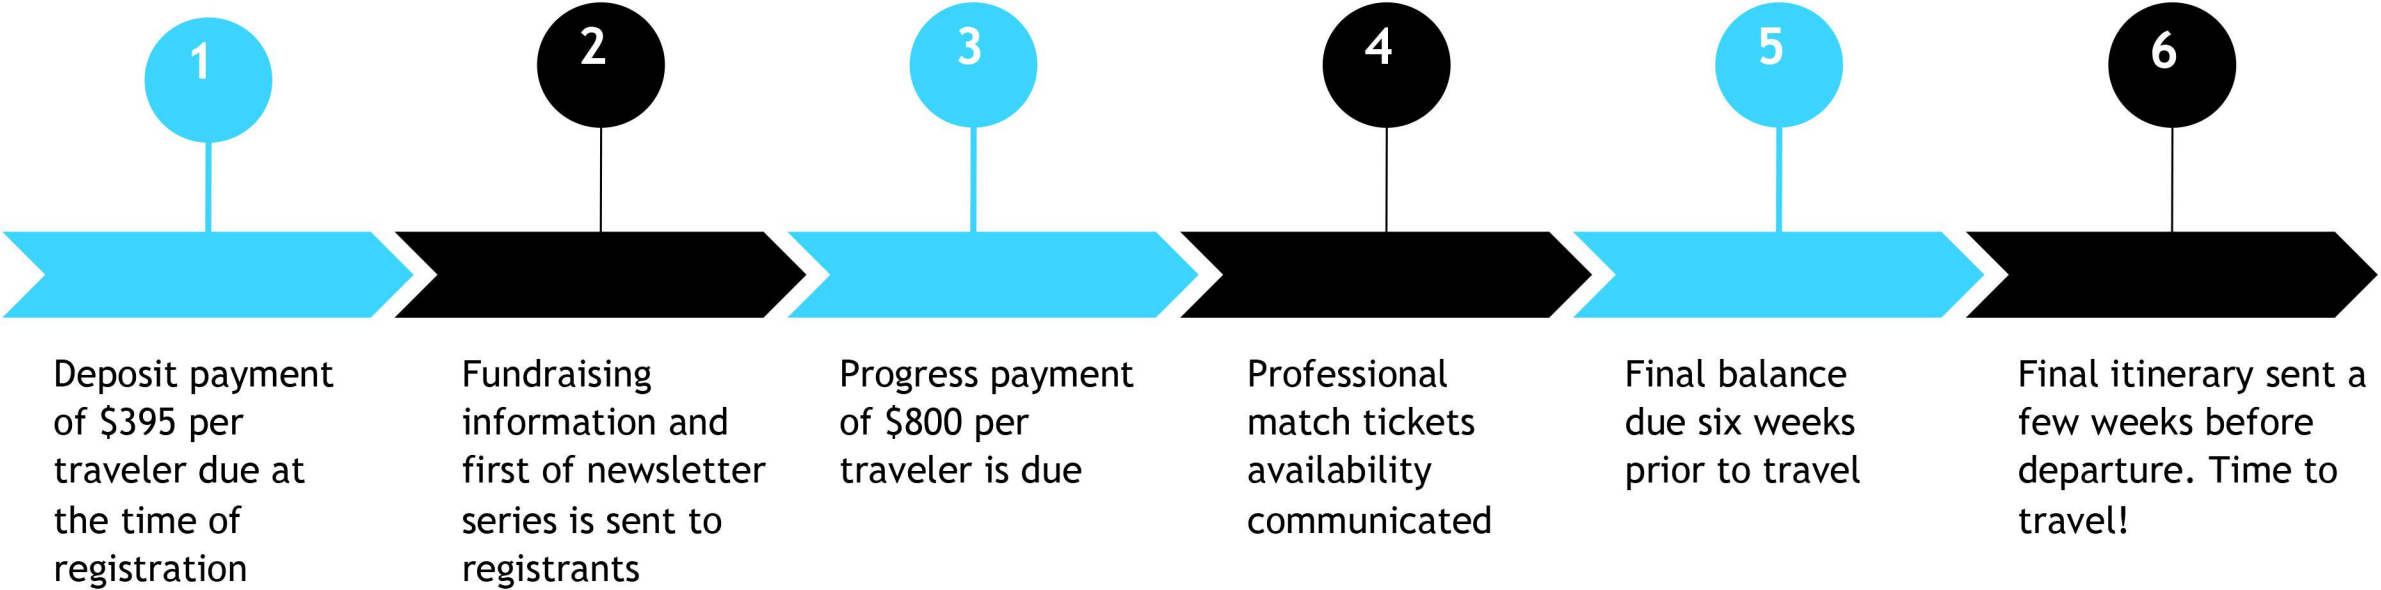 1
Deposit payment
of $395 per
traveler due at
the time of
registration
2
Fundraising
information and
first of newsletter
series is sent to
registrants
3
Progress payment
of $800 per
traveler is due
4
Professional
match tickets
availability
communicated
5
Final balance
due six weeks
prior to travel
6
Final itinerary sent a
few weeks before
departure. Time to
travel!